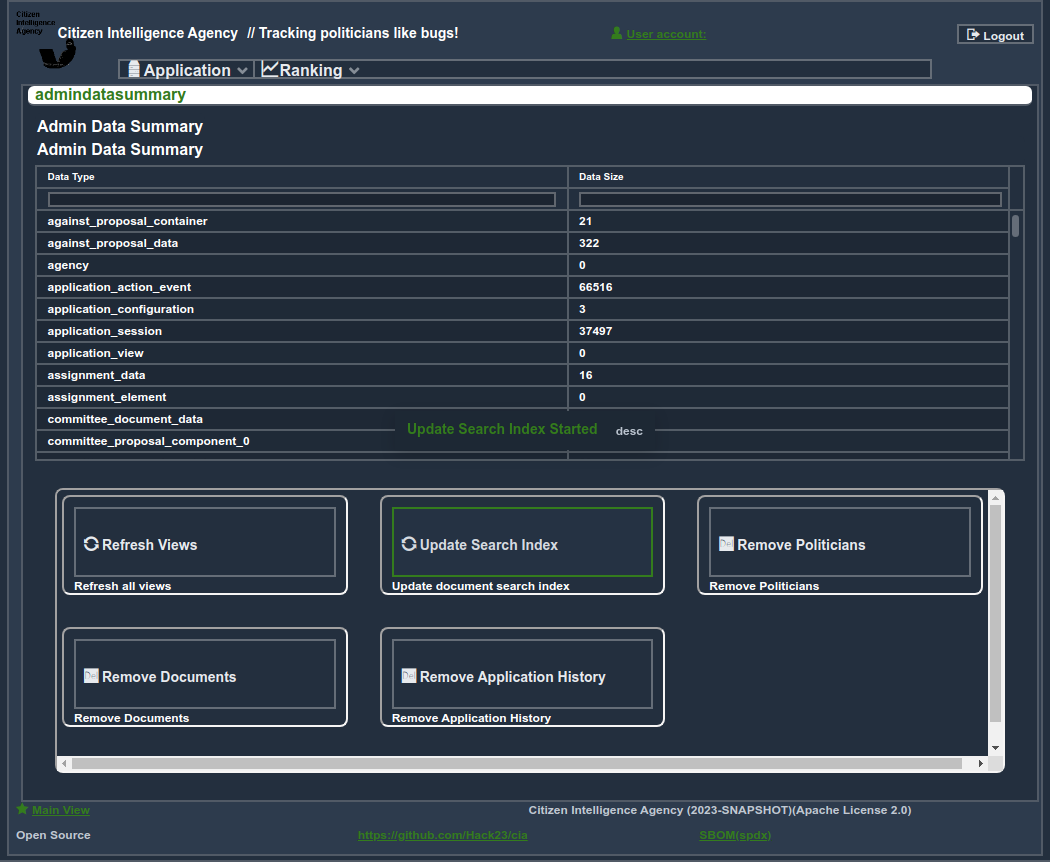 Citizen
Intelligence
Agency
Citizen Intelligence Agency // Tracking politicians like bugs!
User account:
Logout
Application
Ranking
admindatasummary
Admin Data Summary
Admin Data Summary
Data Type Data Size
against_proposal_container 21
against_proposal_data 322
agency 0
application_action_event 66516
application_configuration 3
application_session 37497
application_view 0
assignment_data 16
assignment_element 0
committee_document_data
committee_proposal_component_0
Update Search Index Started desc
Refresh Views
Refresh all views
Update Search Index
Update document search index
Del Remove Politicians
Remove Politicians
Del Remove Documents
Remove Documents
Del Remove Application History
Remove Application History
Main View
Citizen Intelligence Agency (2023-SNAPSHOT)(Apache License 2.0)
Open Source
https://github.com/Hack23/cia
SBOM(spdx)